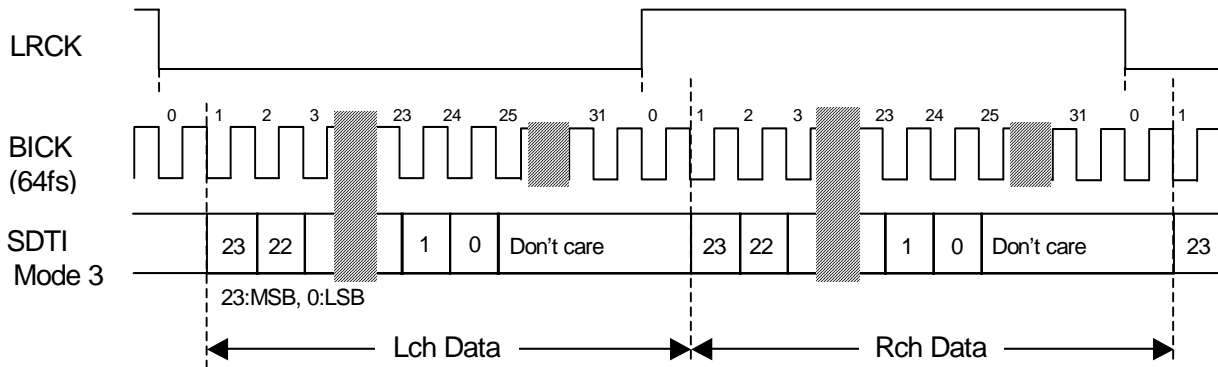 LRCK
0 1 2 3 23 24 25 31 0 1 2 3 23 24 25 31 0 1
BICK
(64fs)
SDTI
Mode 3
23 22 1 0 Don't care 23 22 1 0 Don't care 23
23:MSB, 0:LSB
Lch Data Rch Data